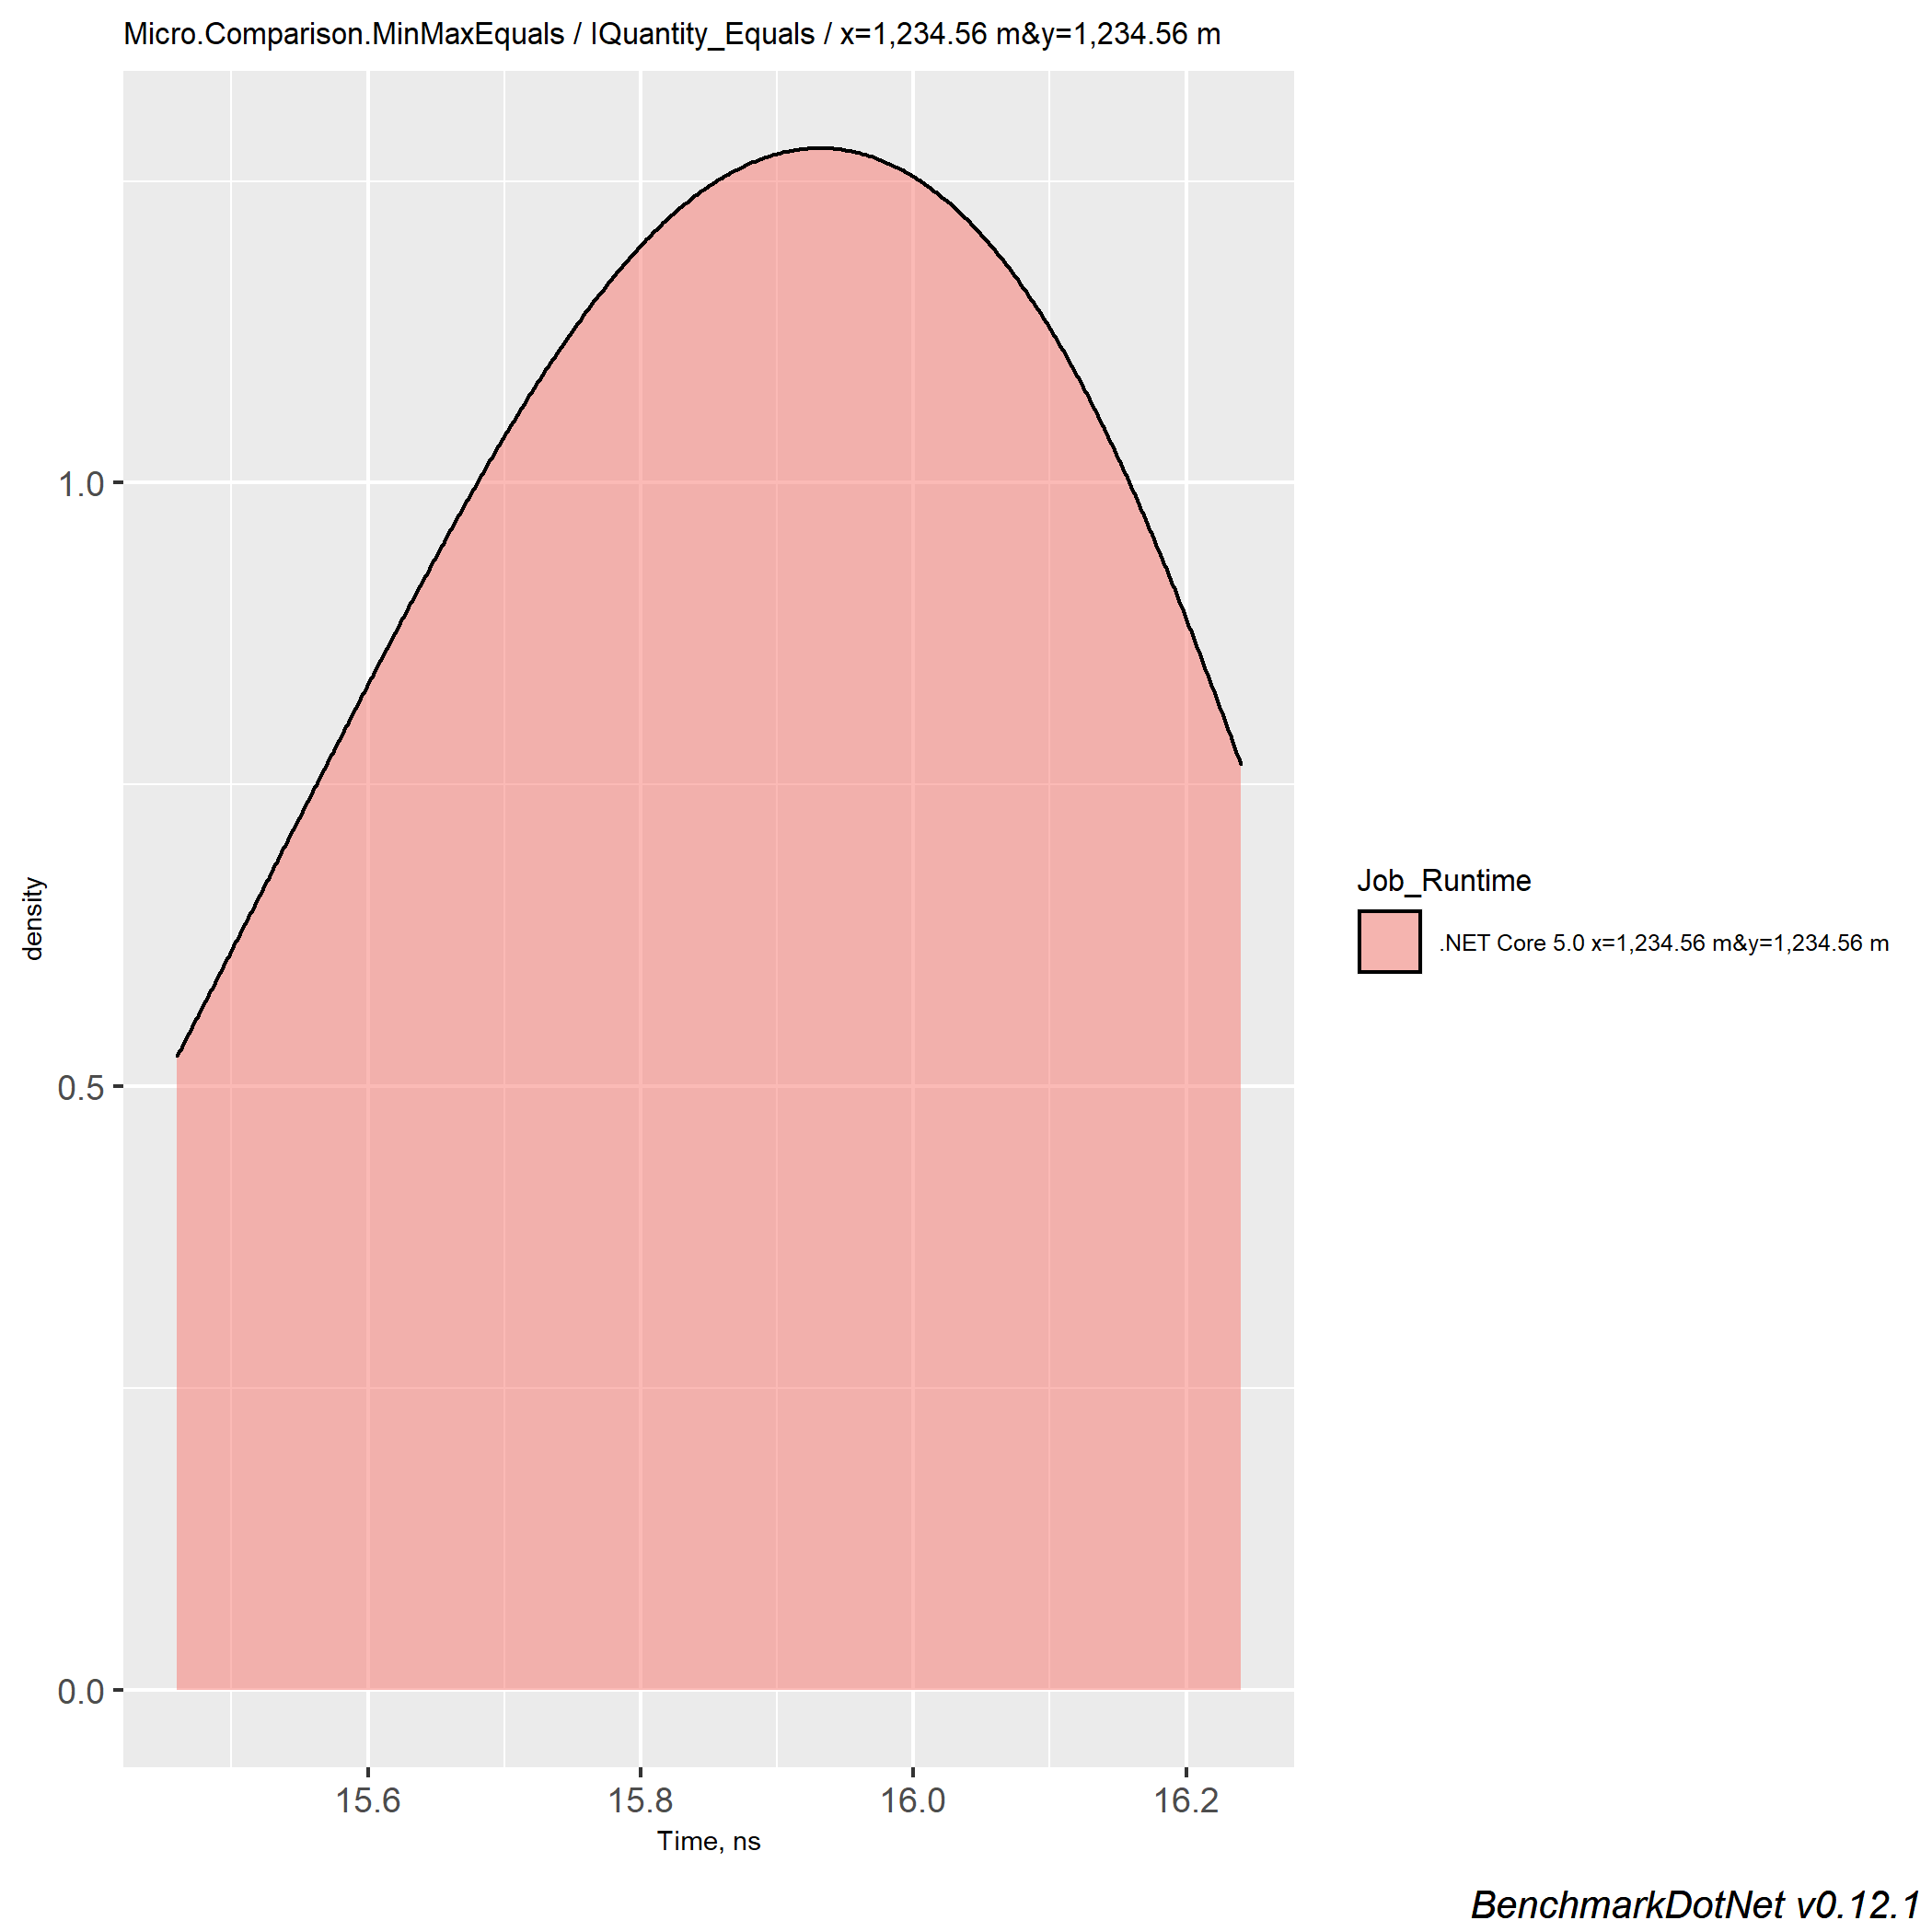 Micro.Comparison.MinMaxEquals / IQuantity_Equals / x=1,234.56 m&y=1,234.56 m
density
1.0
0.5
0.0
15.6 15.8 16.0 16.2
Time, ns
Job_Runtime
.NET Core 5.0 x=1,234.56 m&y=1,234.56 m
BenchmarkDotNet v0.12.1